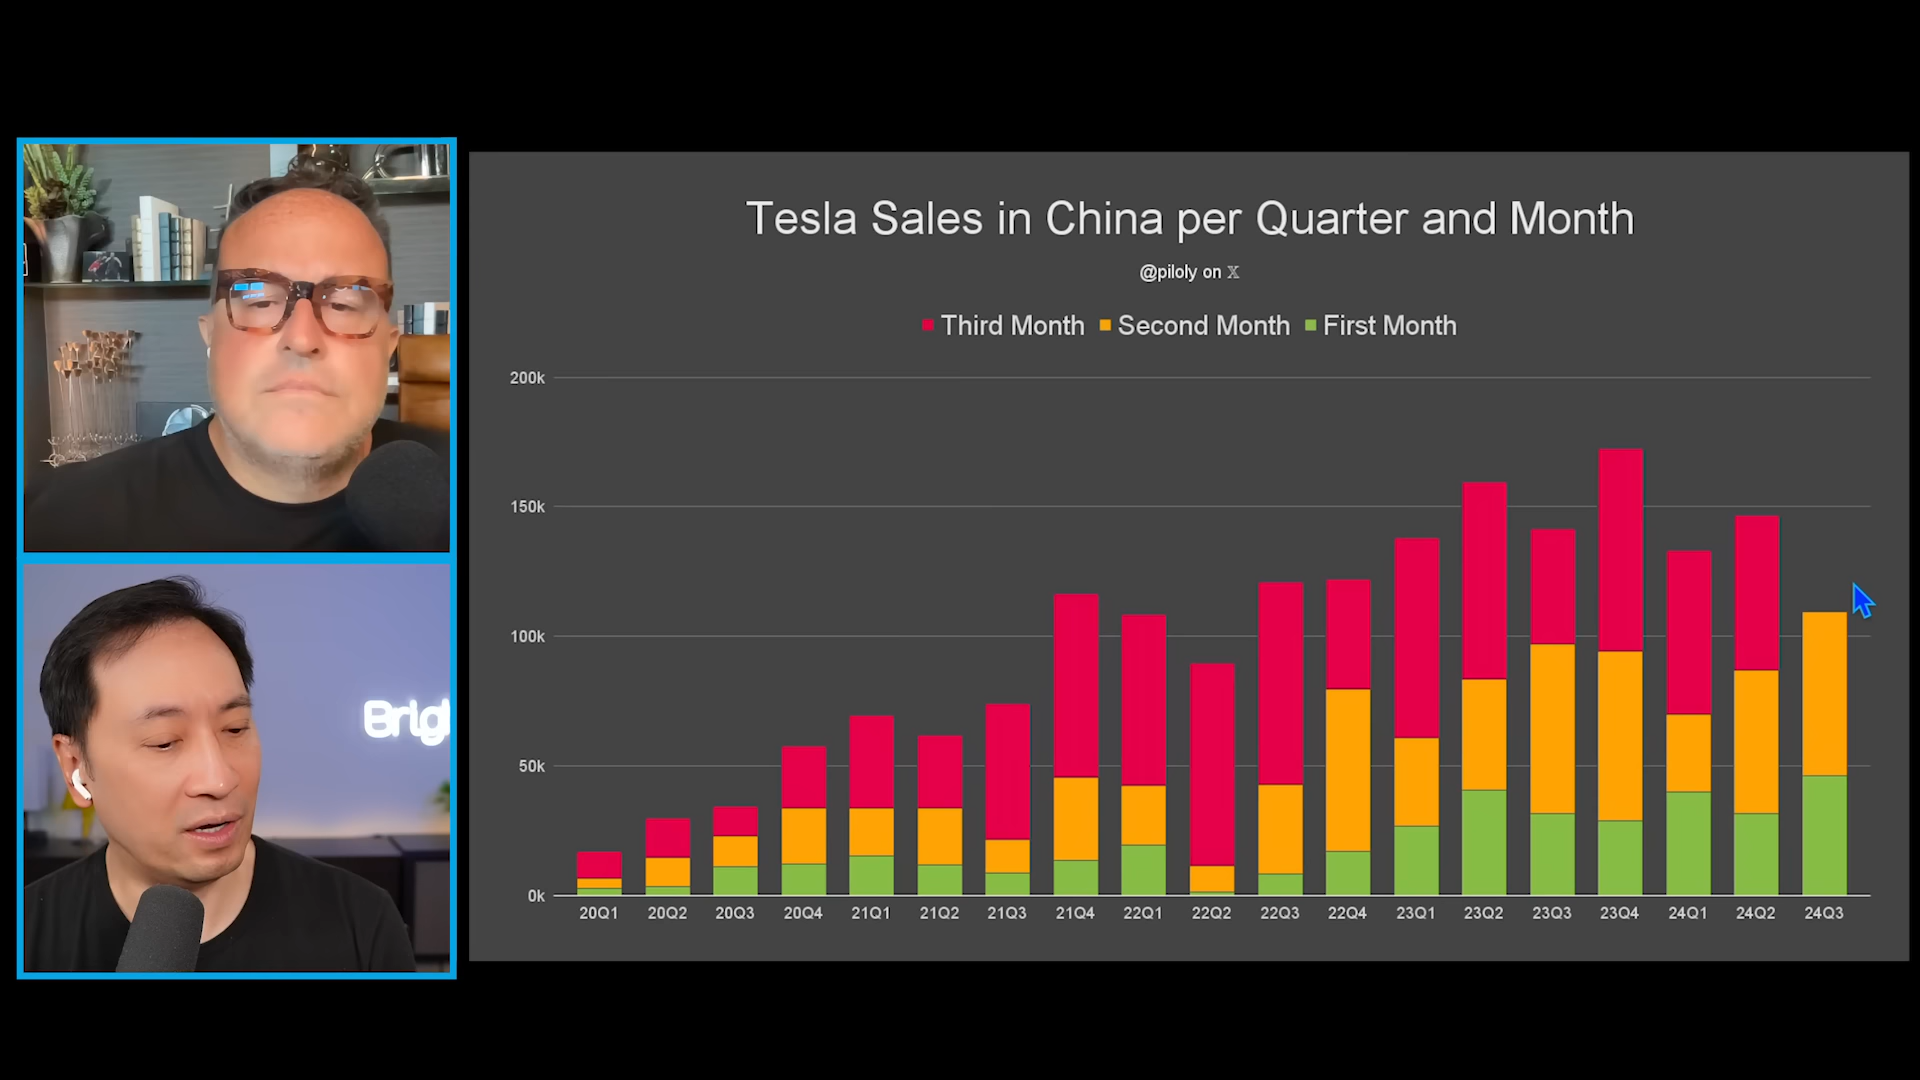 Tesla Sales in China per Quarter and Month
@piloly on 𝕏
Third Month Second Month First Month
200k
150k
100k
50k
0k
20Q1 20Q2 20Q3 20Q4 21Q1 21Q2 21Q3 21Q4 22Q1 22Q2 22Q3 22Q4 23Q1 23Q2 23Q3 23Q4 24Q1 24Q2 24Q3
Brig